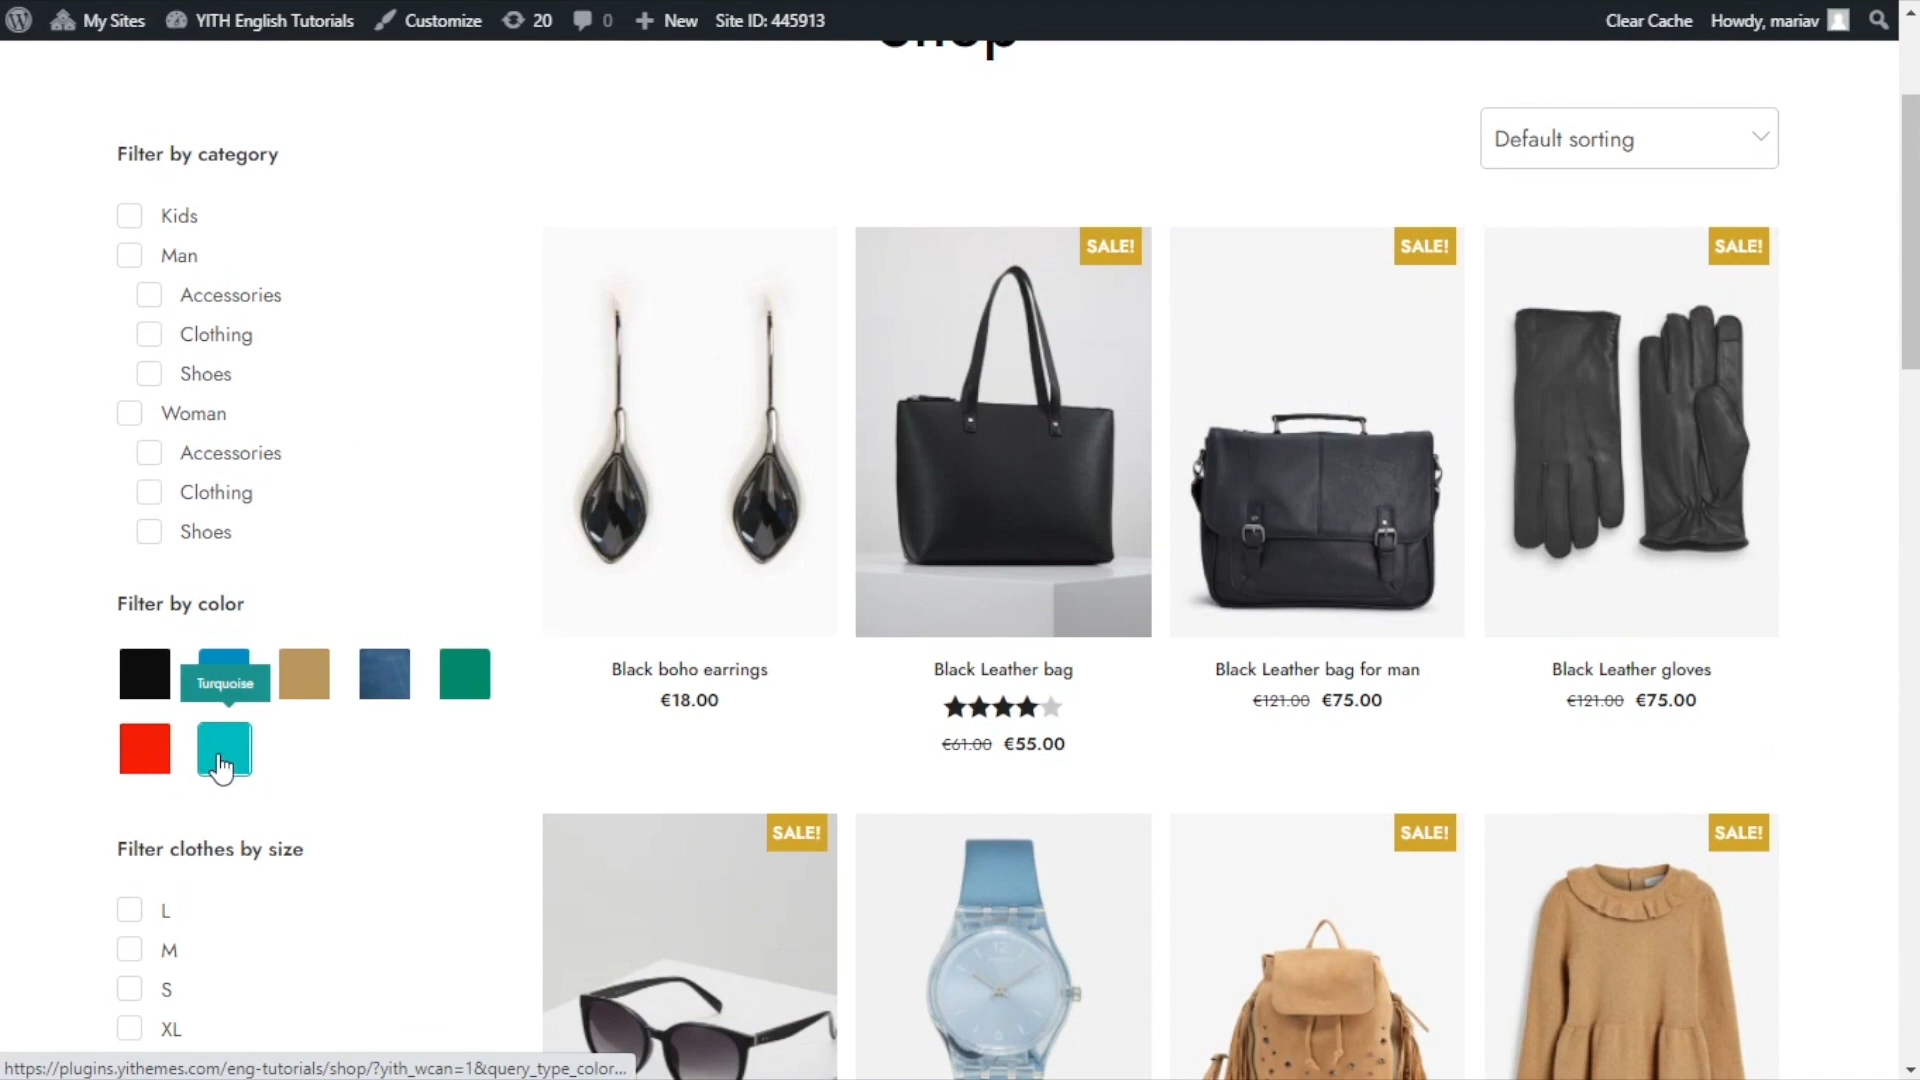 My Sites YITH English Tutorials Customize 20 0 New Site ID: 445913 Clear Cache Howdy, mariav
Shop
Default sorting
Filter by category
Kids
Man
Accessories
Clothing
Shoes
Woman
Accessories
Clothing
Shoes
Filter by color
Turquoise
Filter clothes by size
L
M
S
XL
SALE! SALE! SALE!
Black boho earrings
€18.00
Black Leather bag
€61.00 €55.00
Black Leather bag for man
€121.00 €75.00
Black Leather gloves
€121.00 €75.00
SALE! SALE! SALE!
https://plugins.yithemes.com/eng-tutorials/shop/?yith_wcan=1&query_type_color...